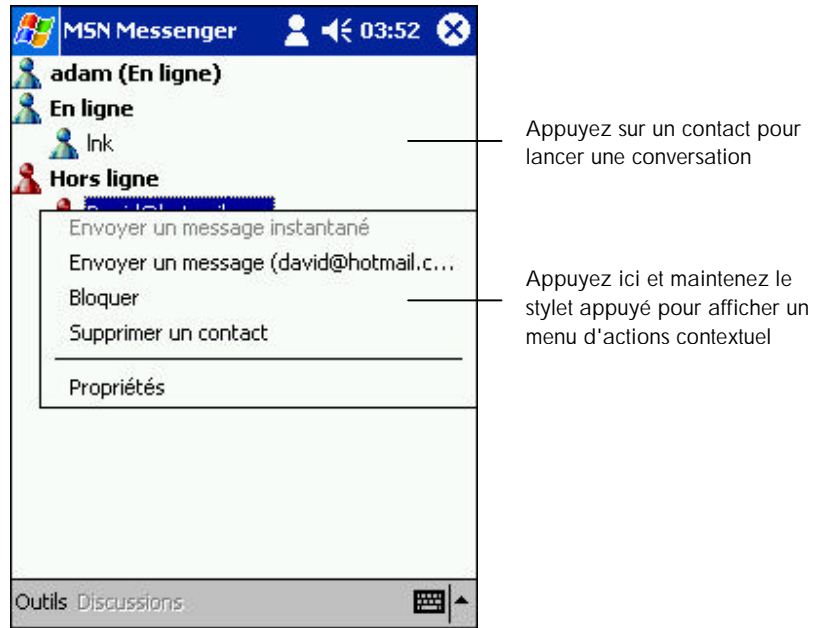 MSN Messenger 03:52
adam (En ligne)
En ligne
Ink
Appuyez sur un contact pour
lancer une conversation
Hors ligne
Envoyer un message instantané
Envoyer un message (david@hotmail.c...
Bloquer
Supprimer un contact
Propriétés
Appuyez ici et maintenez le
stylet appuyé pour afficher un
menu d'actions contextuel
Outils Discussions